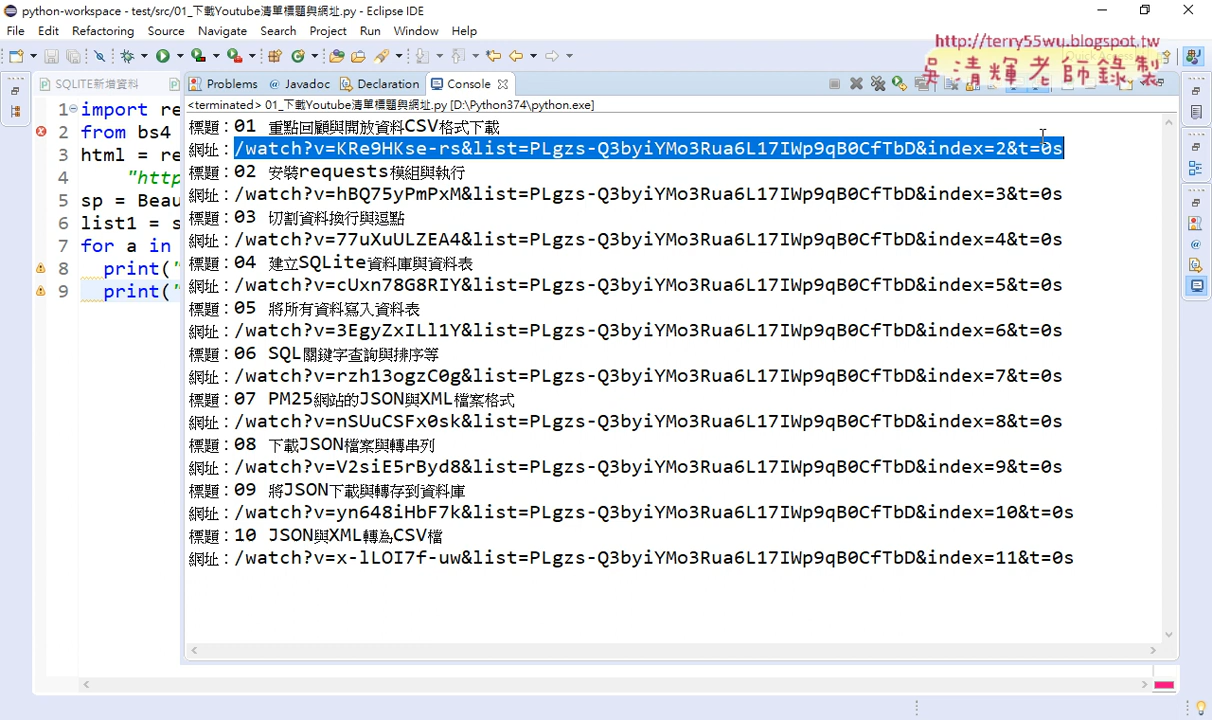 python-workspace - test/src/01_下載Youtube清單標題與網址.py - Eclipse IDE
File Edit Refactoring Source Navigate Search Project Run Window Help
http://terry55wu.blogspot.tw
吳清輝老師錄製
SQLITE新增資料 Problems @ Javadoc Declaration Console
<terminated> 01_下載Youtube清單標題與網址.py [D:\Python374\python.exe]
1 import re
2 from bs4
3 html = re
4 "http
5 sp = Beau
6 list1 = s
7 for a in
8 print("
9 print("
標題：01 重點回顧與開放資料CSV格式下載
網址：/watch?v=KRe9HKse-rs&list=PLgzs-Q3byiYMo3Rua6L17IWp9qB0CfTbD&index=2&t=0s
標題：02 安裝requests模組與執行
網址：/watch?v=hBQ75yPmPxM&list=PLgzs-Q3byiYMo3Rua6L17IWp9qB0CfTbD&index=3&t=0s
標題：03 切割資料換行與逗點
網址：/watch?v=77uXuULZEA4&list=PLgzs-Q3byiYMo3Rua6L17IWp9qB0CfTbD&index=4&t=0s
標題：04 建立SQLite資料庫與資料表
網址：/watch?v=cUxn78G8RIY&list=PLgzs-Q3byiYMo3Rua6L17IWp9qB0CfTbD&index=5&t=0s
標題：05 將所有資料寫入資料表
網址：/watch?v=3EgyZxILl1Y&list=PLgzs-Q3byiYMo3Rua6L17IWp9qB0CfTbD&index=6&t=0s
標題：06 SQL關鍵字查詢與排序等
網址：/watch?v=rzh13ogzC0g&list=PLgzs-Q3byiYMo3Rua6L17IWp9qB0CfTbD&index=7&t=0s
標題：07 PM25網站的JSON與XML檔案格式
網址：/watch?v=nSUuCSFx0sk&list=PLgzs-Q3byiYMo3Rua6L17IWp9qB0CfTbD&index=8&t=0s
標題：08 下載JSON檔案與轉串列
網址：/watch?v=V2siE5rByd8&list=PLgzs-Q3byiYMo3Rua6L17IWp9qB0CfTbD&index=9&t=0s
標題：09 將JSON下載與轉存到資料庫
網址：/watch?v=yn648iHbF7k&list=PLgzs-Q3byiYMo3Rua6L17IWp9qB0CfTbD&index=10&t=0s
標題：10 JSON與XML轉為CSV檔
網址：/watch?v=x-lLOI7f-uw&list=PLgzs-Q3byiYMo3Rua6L17IWp9qB0CfTbD&index=11&t=0s